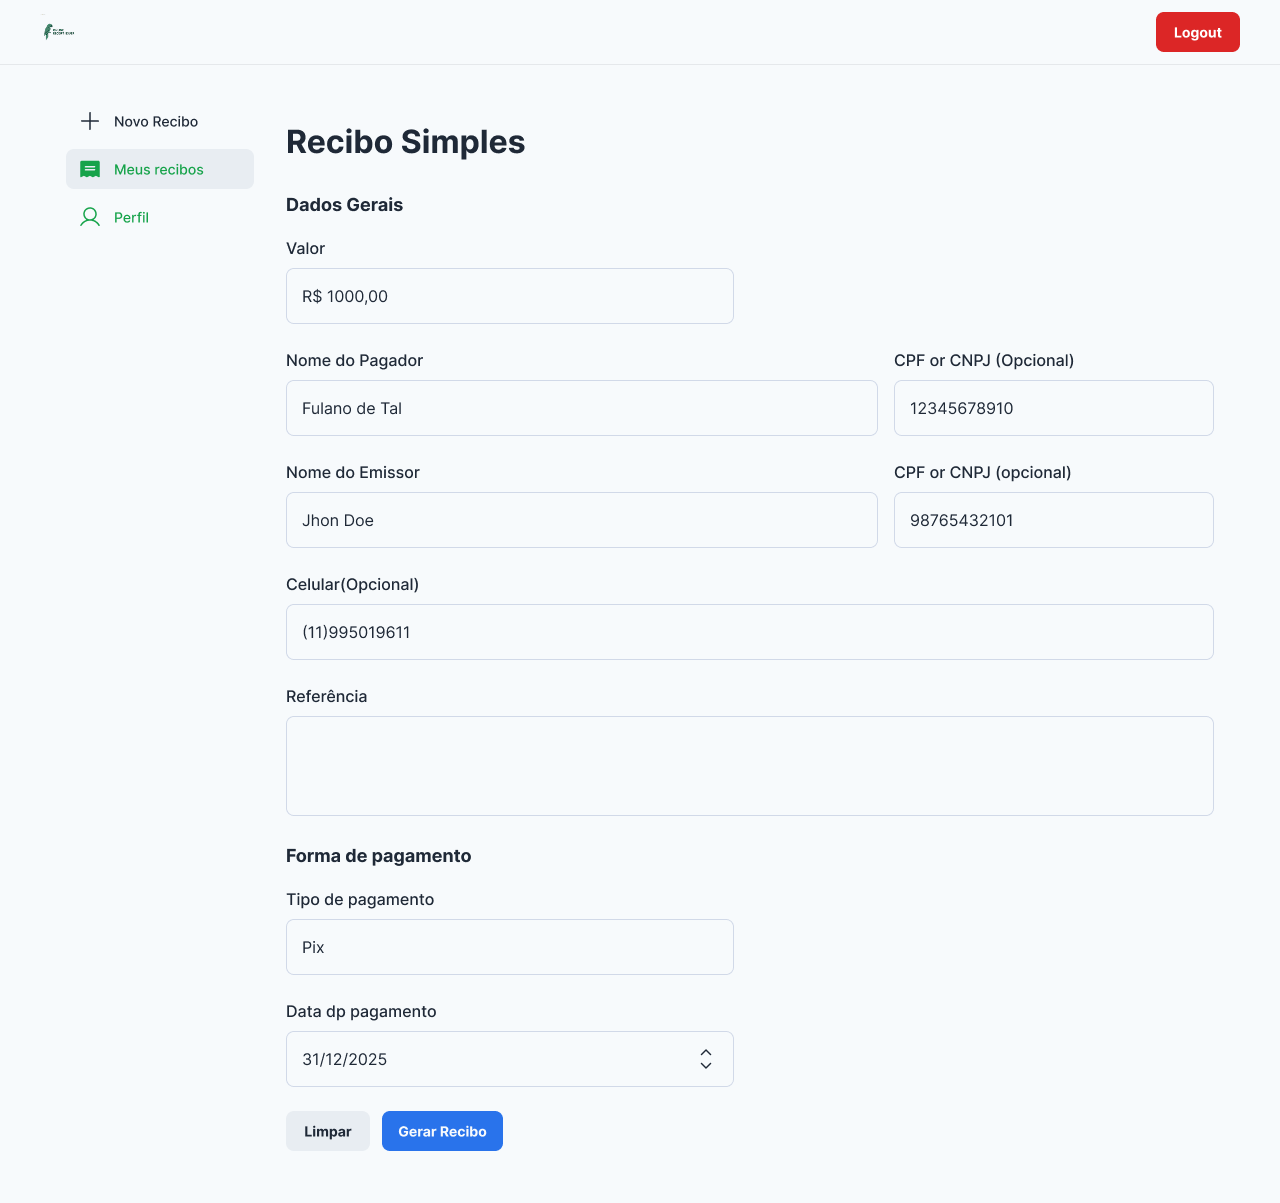 Logout
Novo Recibo
Meus recibos
Perfil
Recibo Simples
Dados Gerais
Valor
R$ 1000,00
Nome do Pagador
CPF or CNPJ (Opcional)
Fulano de Tal
12345678910
Nome do Emissor
CPF or CNPJ (opcional)
Jhon Doe
98765432101
Celular(Opcional)
(11)995019611
Referência
Forma de pagamento
Tipo de pagamento
Pix
Data dp pagamento
31/12/2025
Limpar
Gerar Recibo